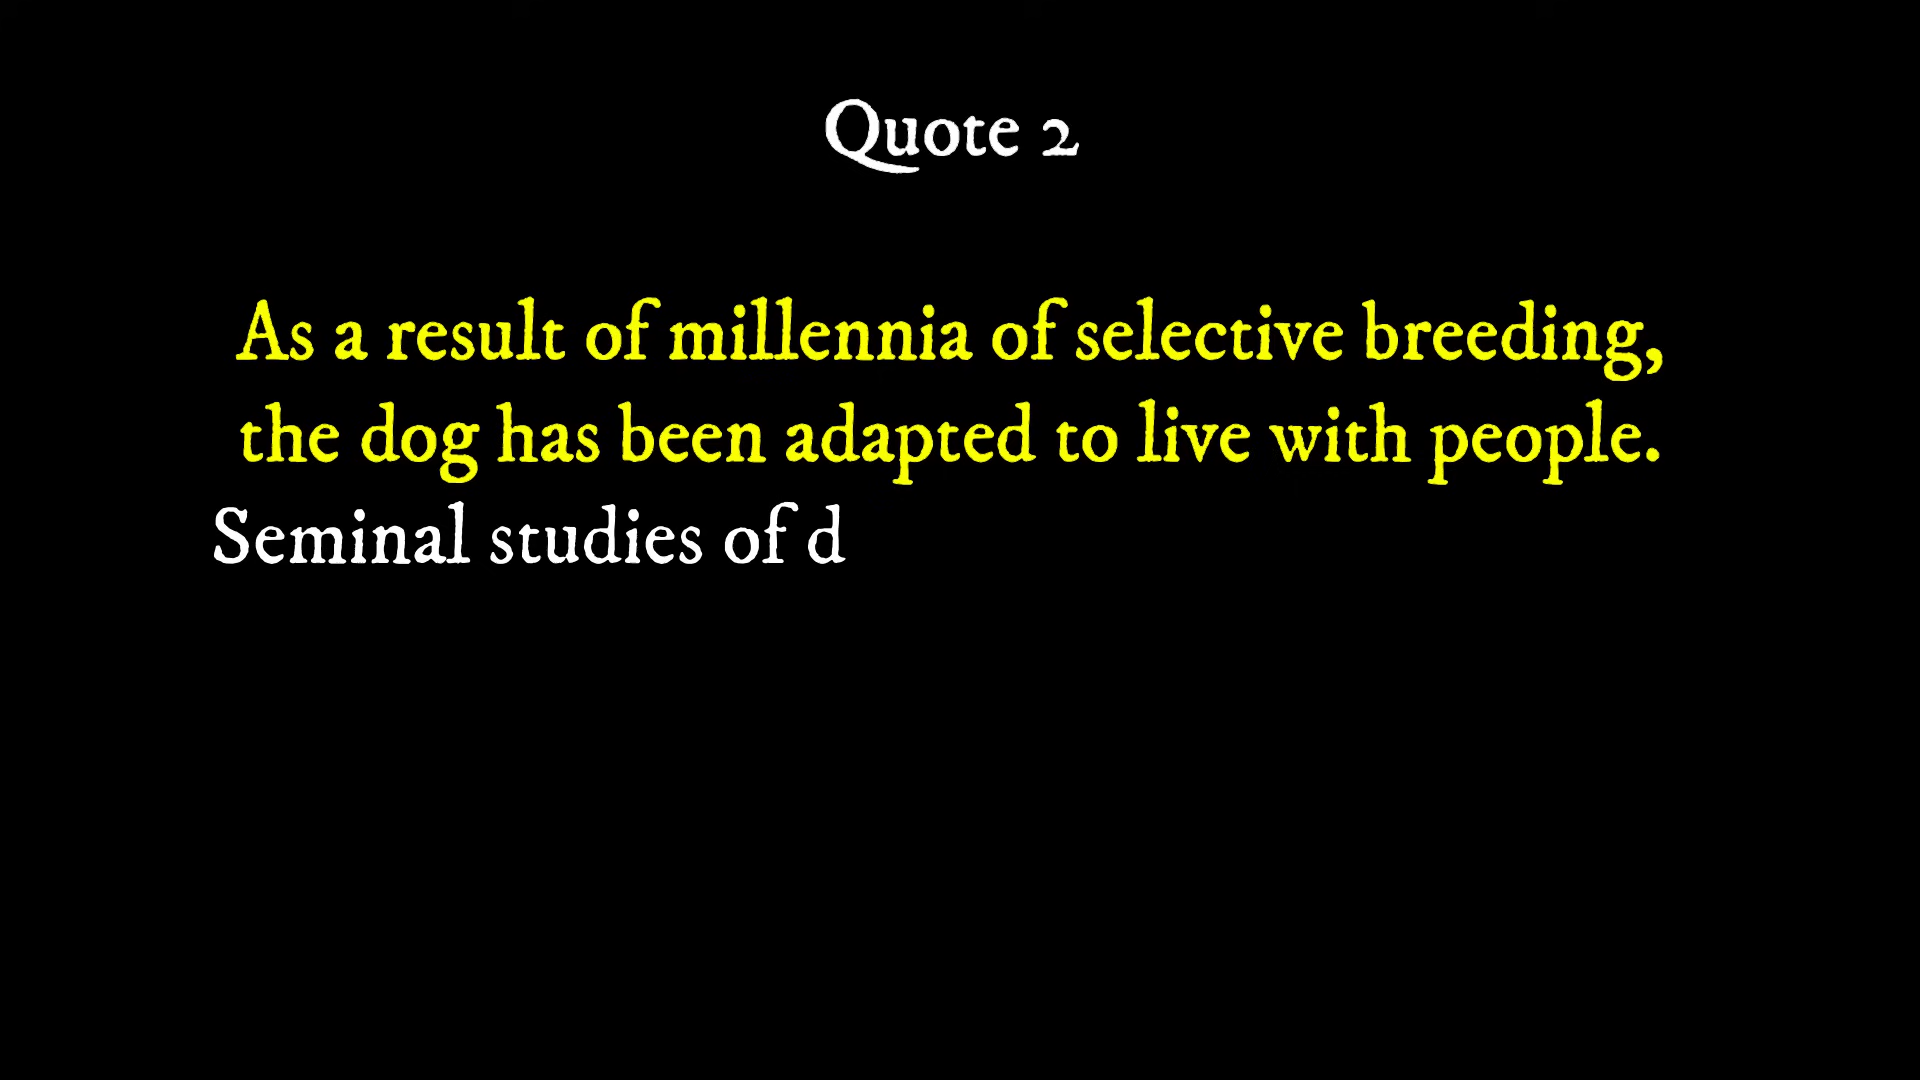 Quote 2
As a result of millennia of selective breeding,
the dog has been adapted to live with people.
Seminal studies of d